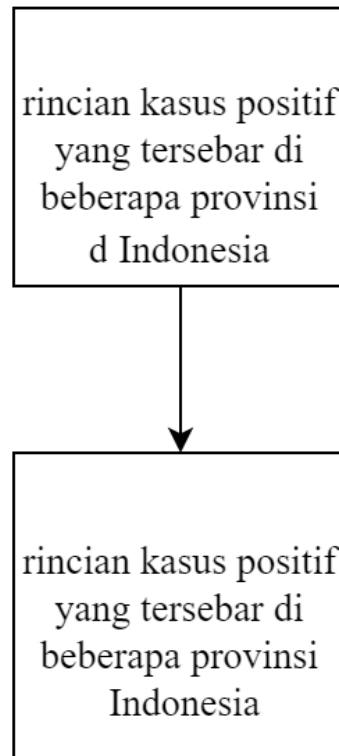 rincian kasus positif
yang tersebar di
beberapa provinsi
d Indonesia
rincian kasus positif
yang tersebar di
beberapa provinsi
Indonesia